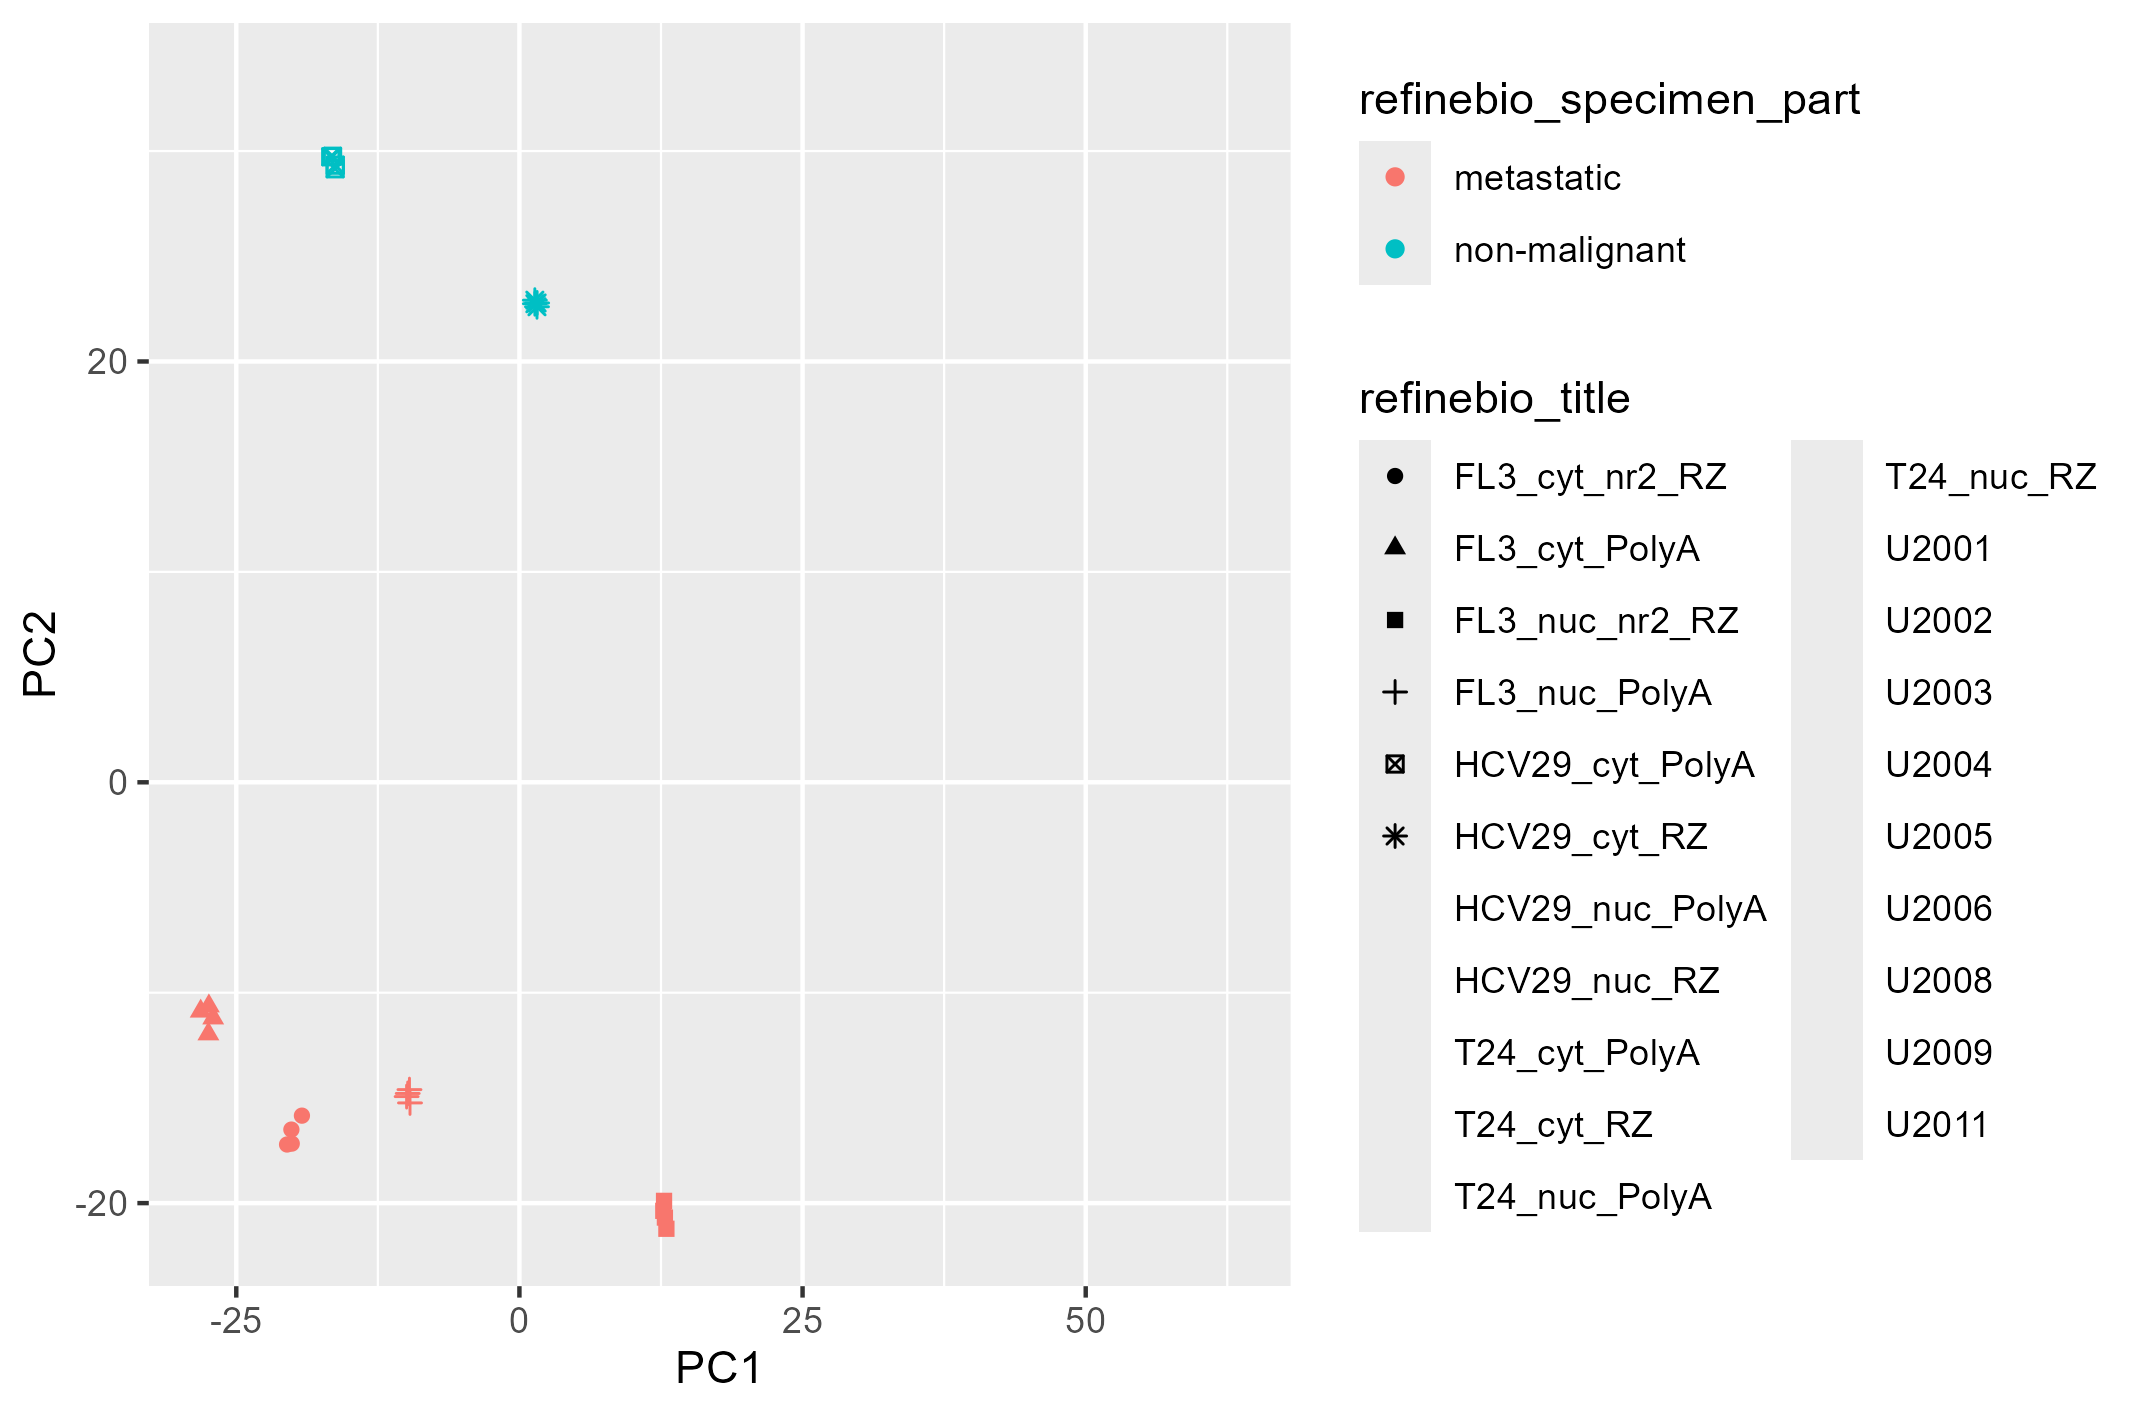 20
0
-20
PC2
-25 0 25 50
PC1
refinebio_specimen_part
metastatic
non-malignant
refinebio_title
FL3_cyt_nr2_RZ
FL3_cyt_PolyA
FL3_nuc_nr2_RZ
FL3_nuc_PolyA
HCV29_cyt_PolyA
HCV29_cyt_RZ
HCV29_nuc_PolyA
HCV29_nuc_RZ
T24_cyt_PolyA
T24_cyt_RZ
T24_nuc_PolyA
T24_nuc_RZ
U2001
U2002
U2003
U2004
U2005
U2006
U2008
U2009
U2011